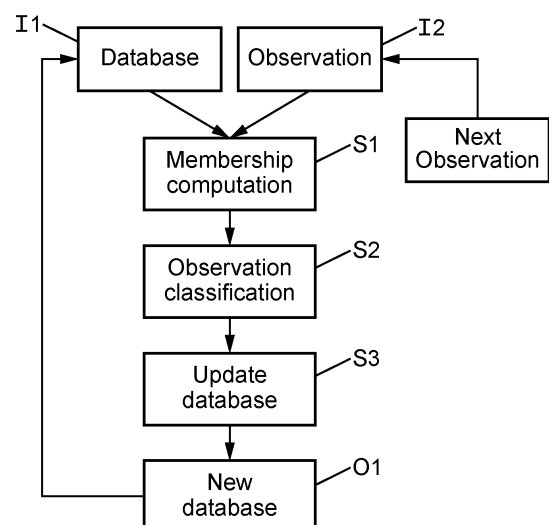 I1
Database
Observation
I2
Next
Observation
Membership
computation
S1
Observation
classification
S2
Update
database
S3
New
database
O1